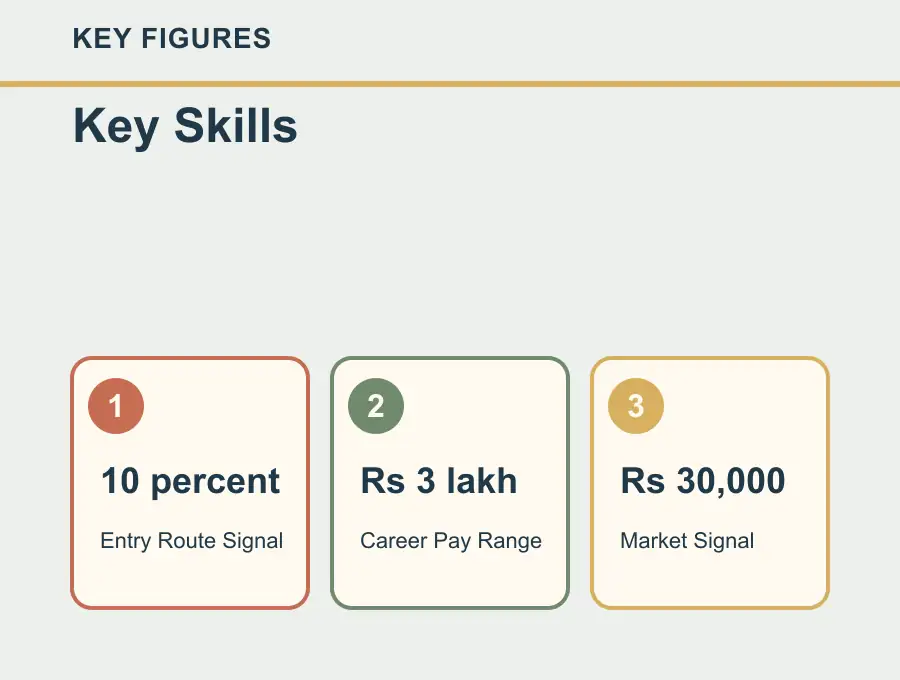 KEY FIGURES
Key Skills
1
10 percent
Entry Route Signal
2
Rs 3 lakh
Career Pay Range
3
Rs 30,000
Market Signal